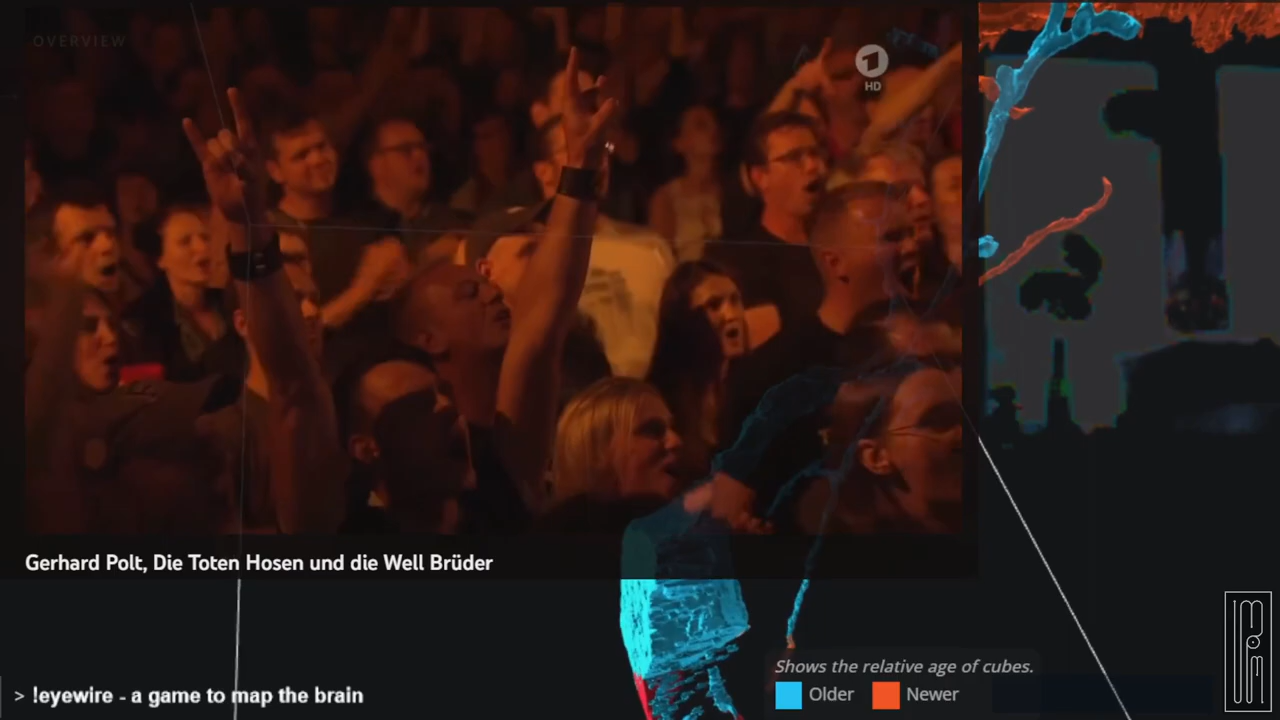 OVERVIEW
1
HD
Gerhard Polt, Die Toten Hosen und die Well Brüder
Shows the relative age of cubes.
Older
Newer
> !eyewire - a game to map the brain